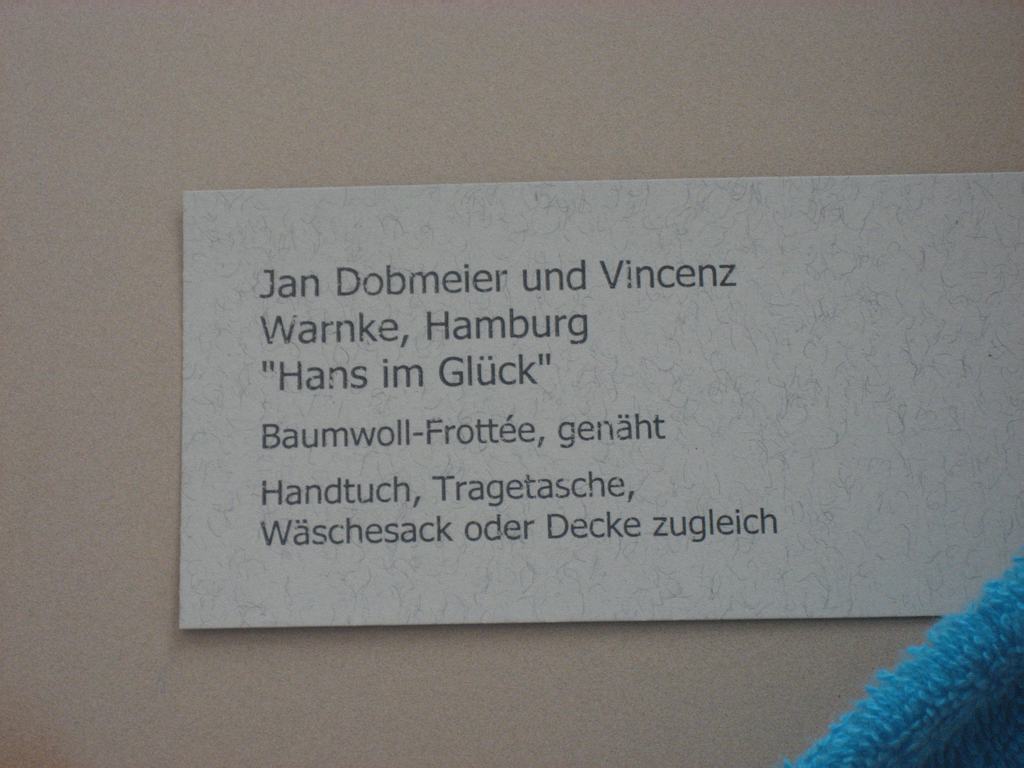 Jan Dobmeier und Vincenz
Warnke, Hamburg
"Hans im Glück"
Baumwoll-Frottée, genäht
Handtuch, Tragetasche,
Wäschesack oder Decke zugleich